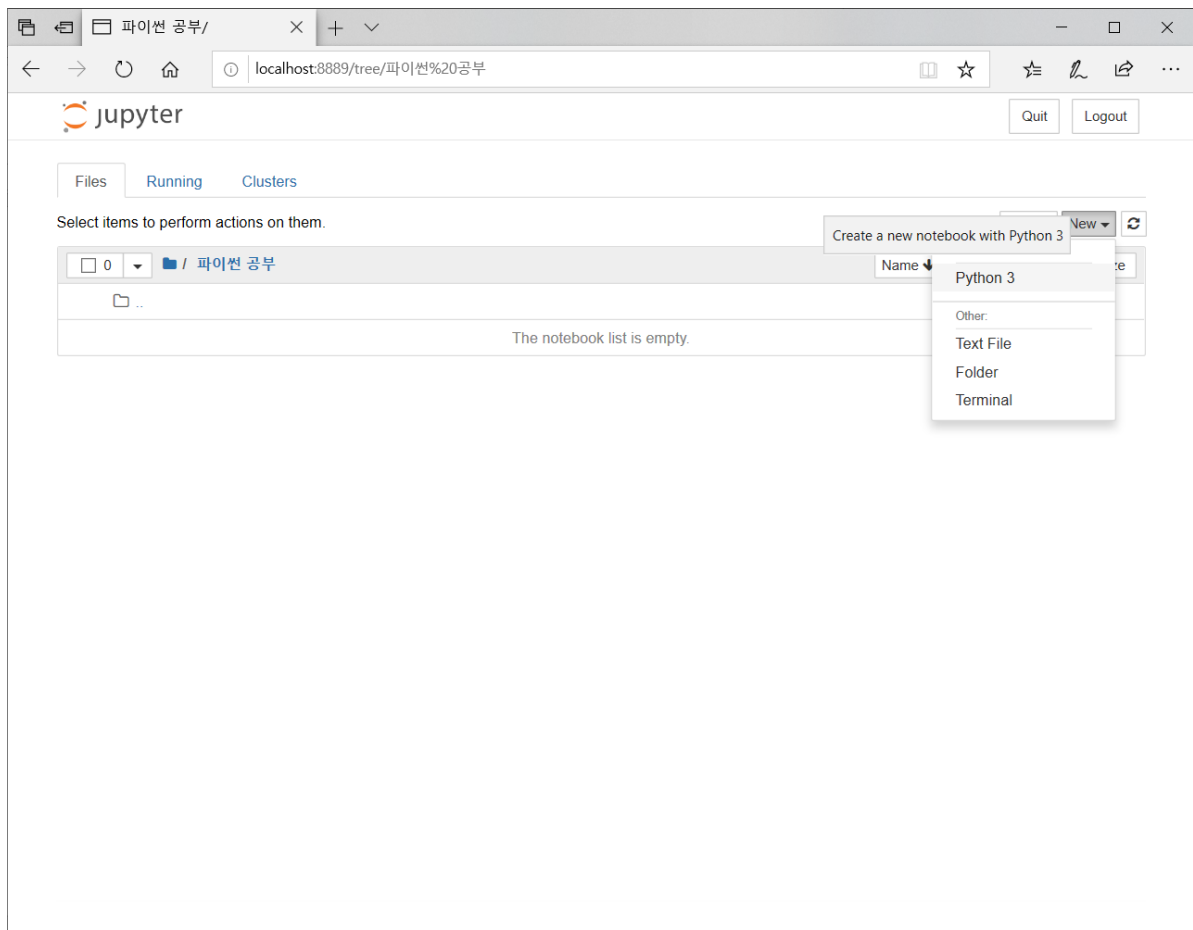 파이썬 공부/
localhost:8889/tree/파이썬%20공부
jupyter
Quit
Logout
Files
Running
Clusters
Select items to perform actions on them.
New
Create a new notebook with Python 3
0
/ 파이썬 공부
Name
Python 3
..
The notebook list is empty.
Other:
Text File
Folder
Terminal